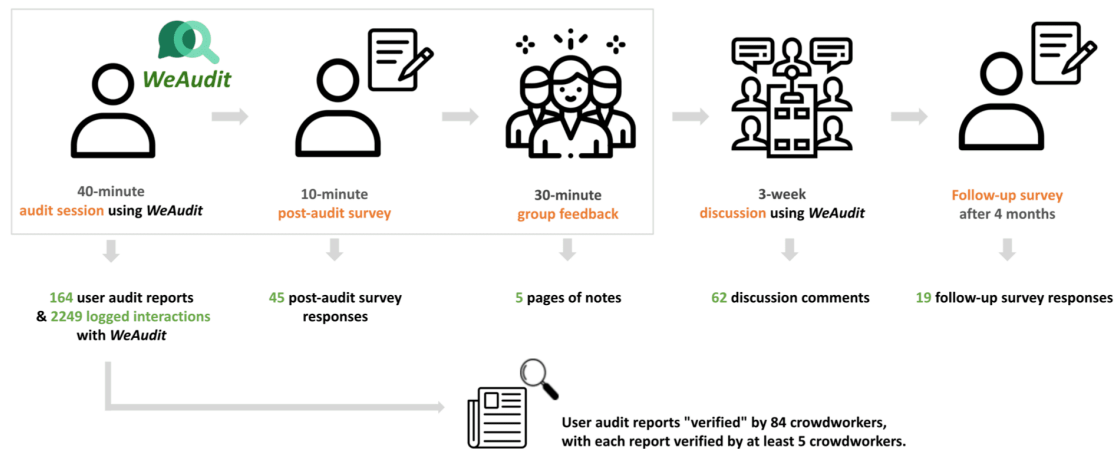 WeAudit
40-minute
audit session using WeAudit
10-minute
post-audit survey
30-minute
group feedback
3-week
discussion using WeAudit
Follow-up survey
after 4 months
164 user audit reports
& 2249 logged interactions
with WeAudit
45 post-audit survey
responses
5 pages of notes
62 discussion comments
19 follow-up survey responses
User audit reports "verified" by 84 crowdworkers,
with each report verified by at least 5 crowdworkers.